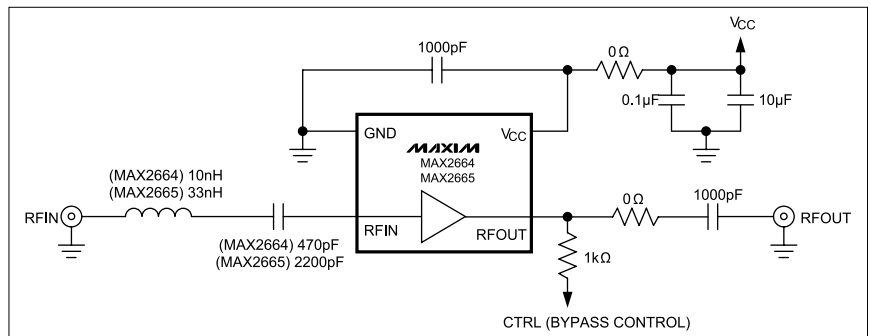 VCC
1000pF
0Ω
0.1µF
10µF
GND
VCC
MAXIM
MAX2664
MAX2665
(MAX2664) 10nH
(MAX2665) 33nH
0Ω
1000pF
RFIN
RFIN
RFOUT
RFOUT
(MAX2664) 470pF
(MAX2665) 2200pF
1kΩ
CTRL (BYPASS CONTROL)